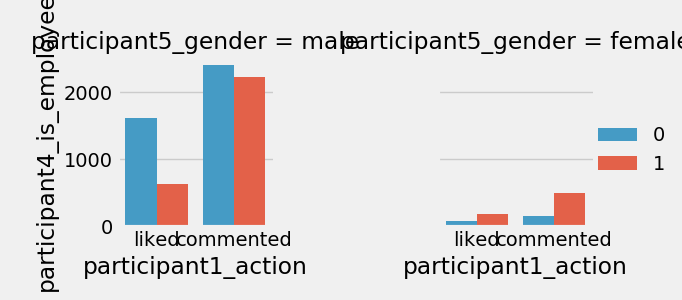 participant5_gender = male
participant5_gender = female
participant4_is_employee
2000
1000
0
liked
commented
liked
commented
participant1_action
participant1_action
0
1